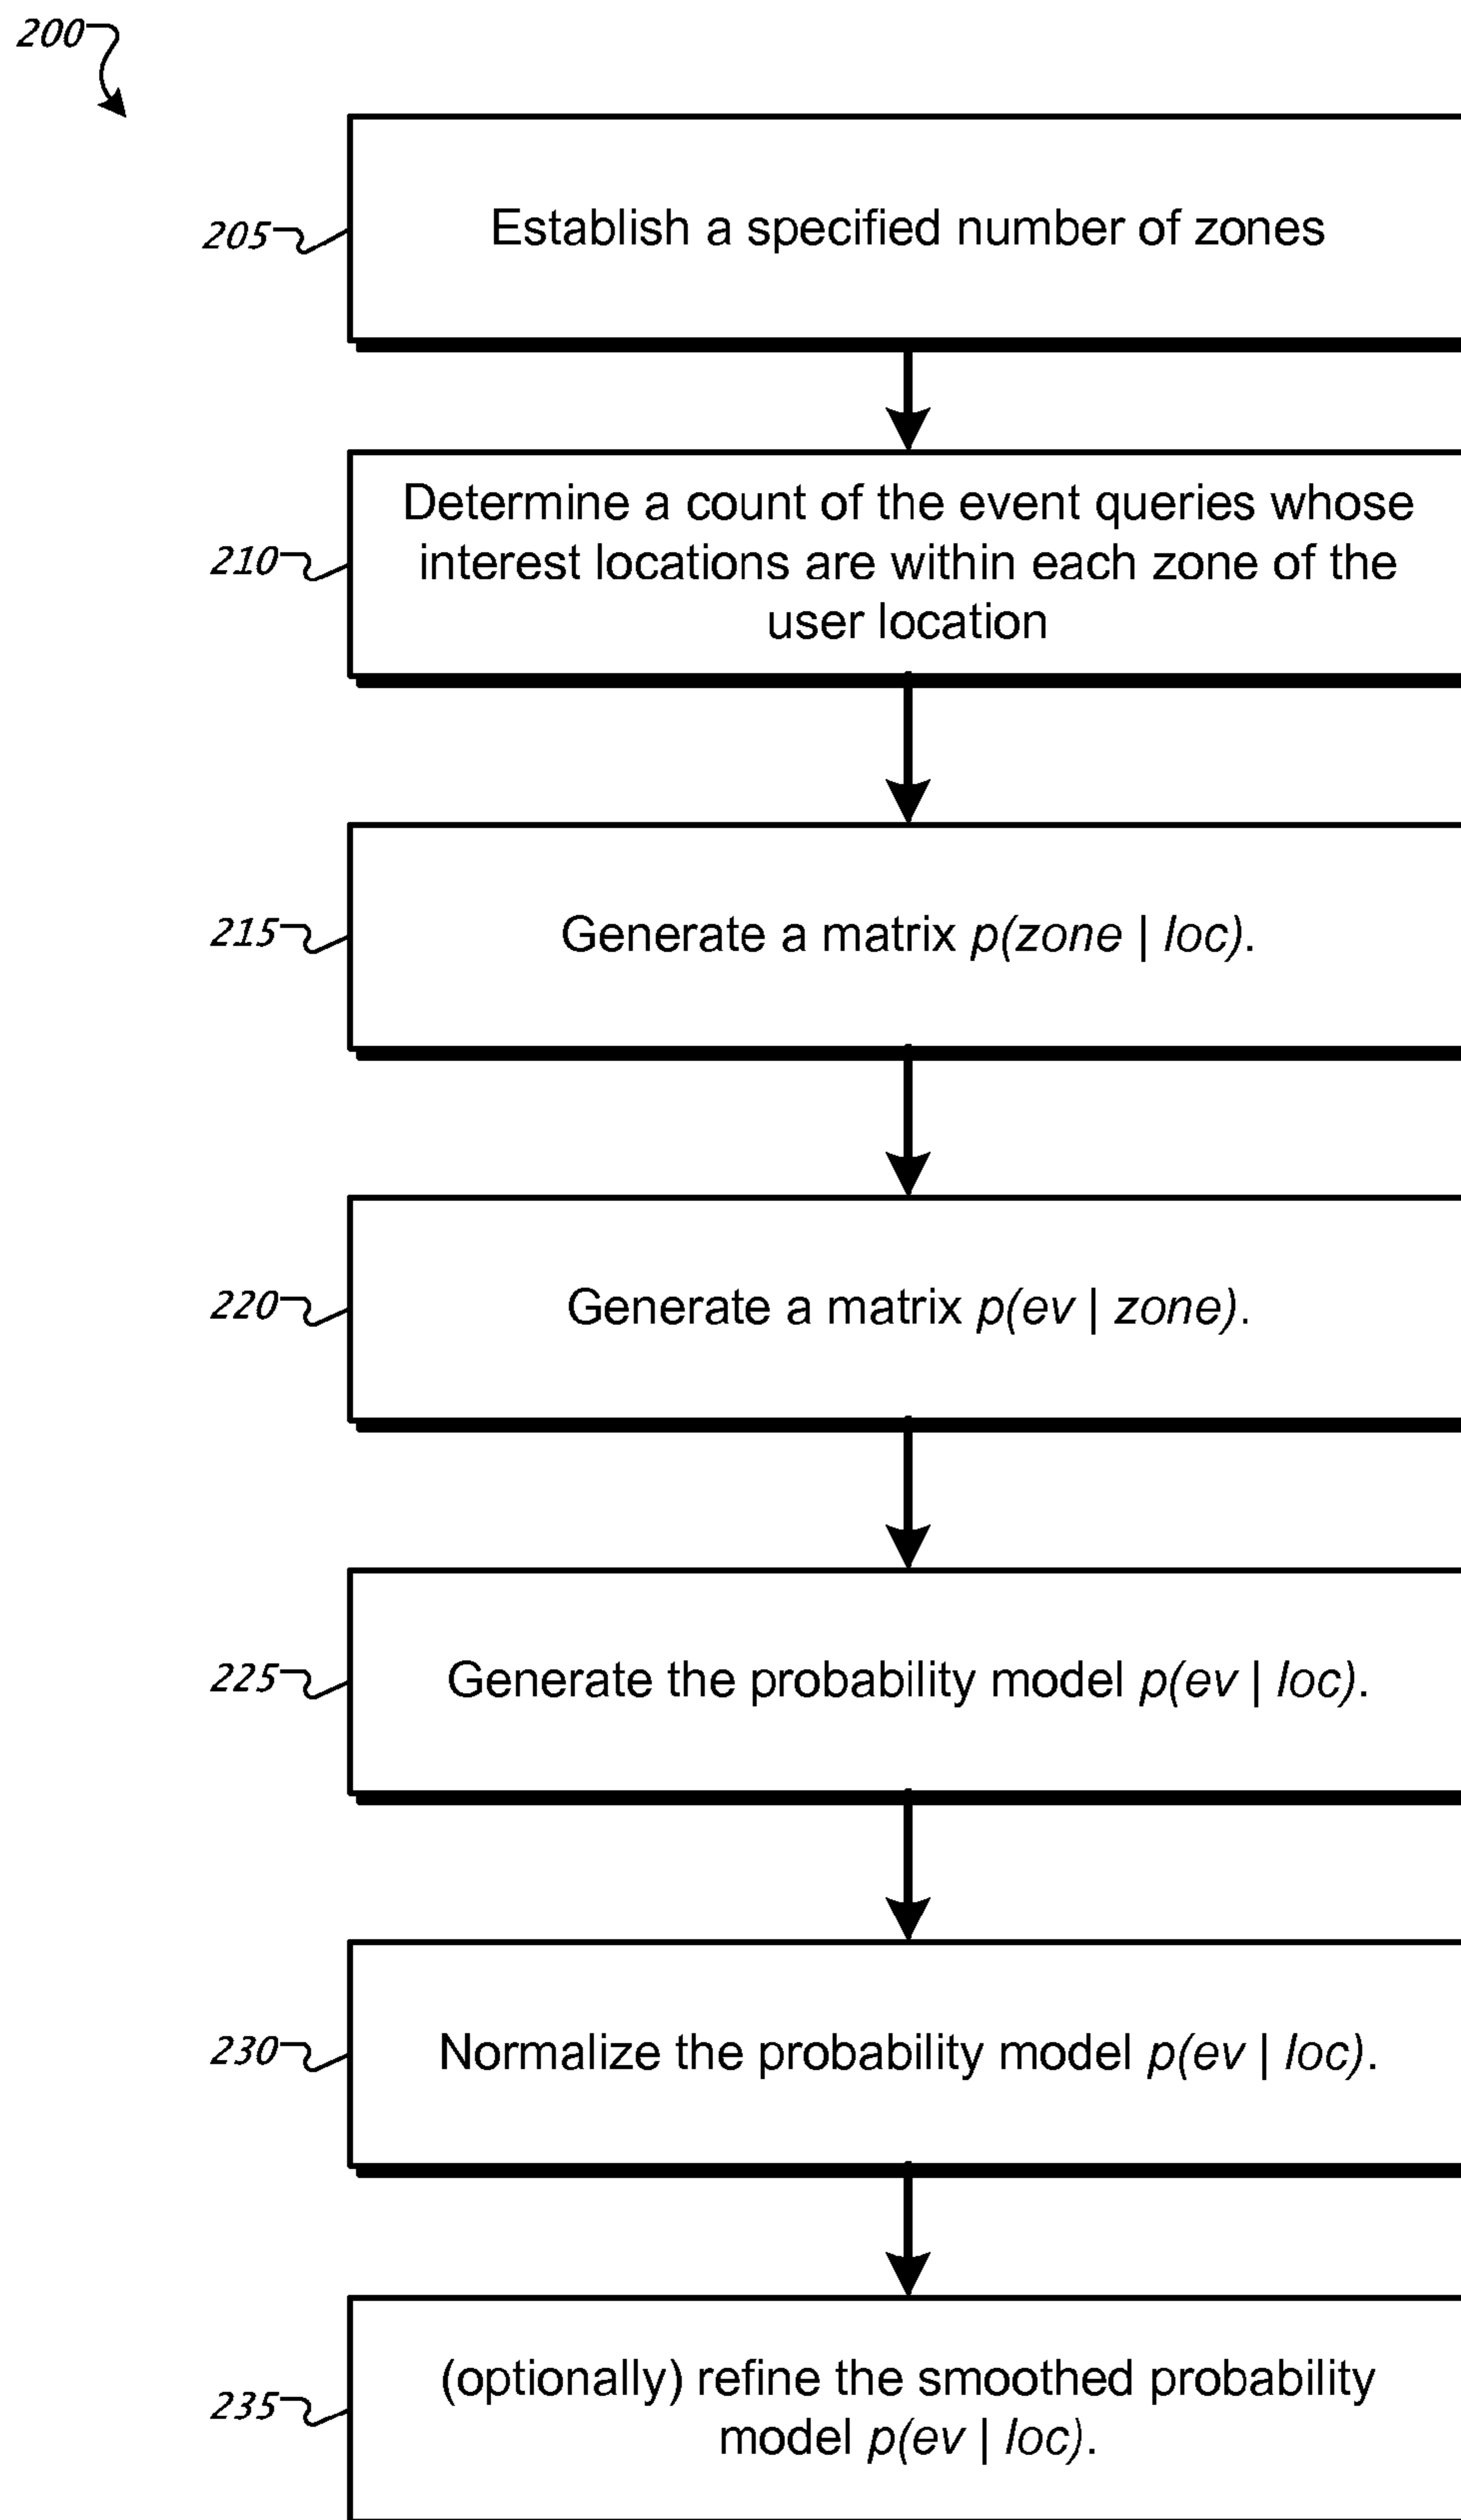 200
205
Establish a specified number of zones
210
Determine a count of the event queries whose
interest locations are within each zone of the
user location
215
Generate a matrix p(zone | loc).
220
Generate a matrix p(ev | zone).
225
Generate the probability model p(ev | loc).
230
Normalize the probability model p(ev | loc).
235
(optionally) refine the smoothed probability
model p(ev | loc).